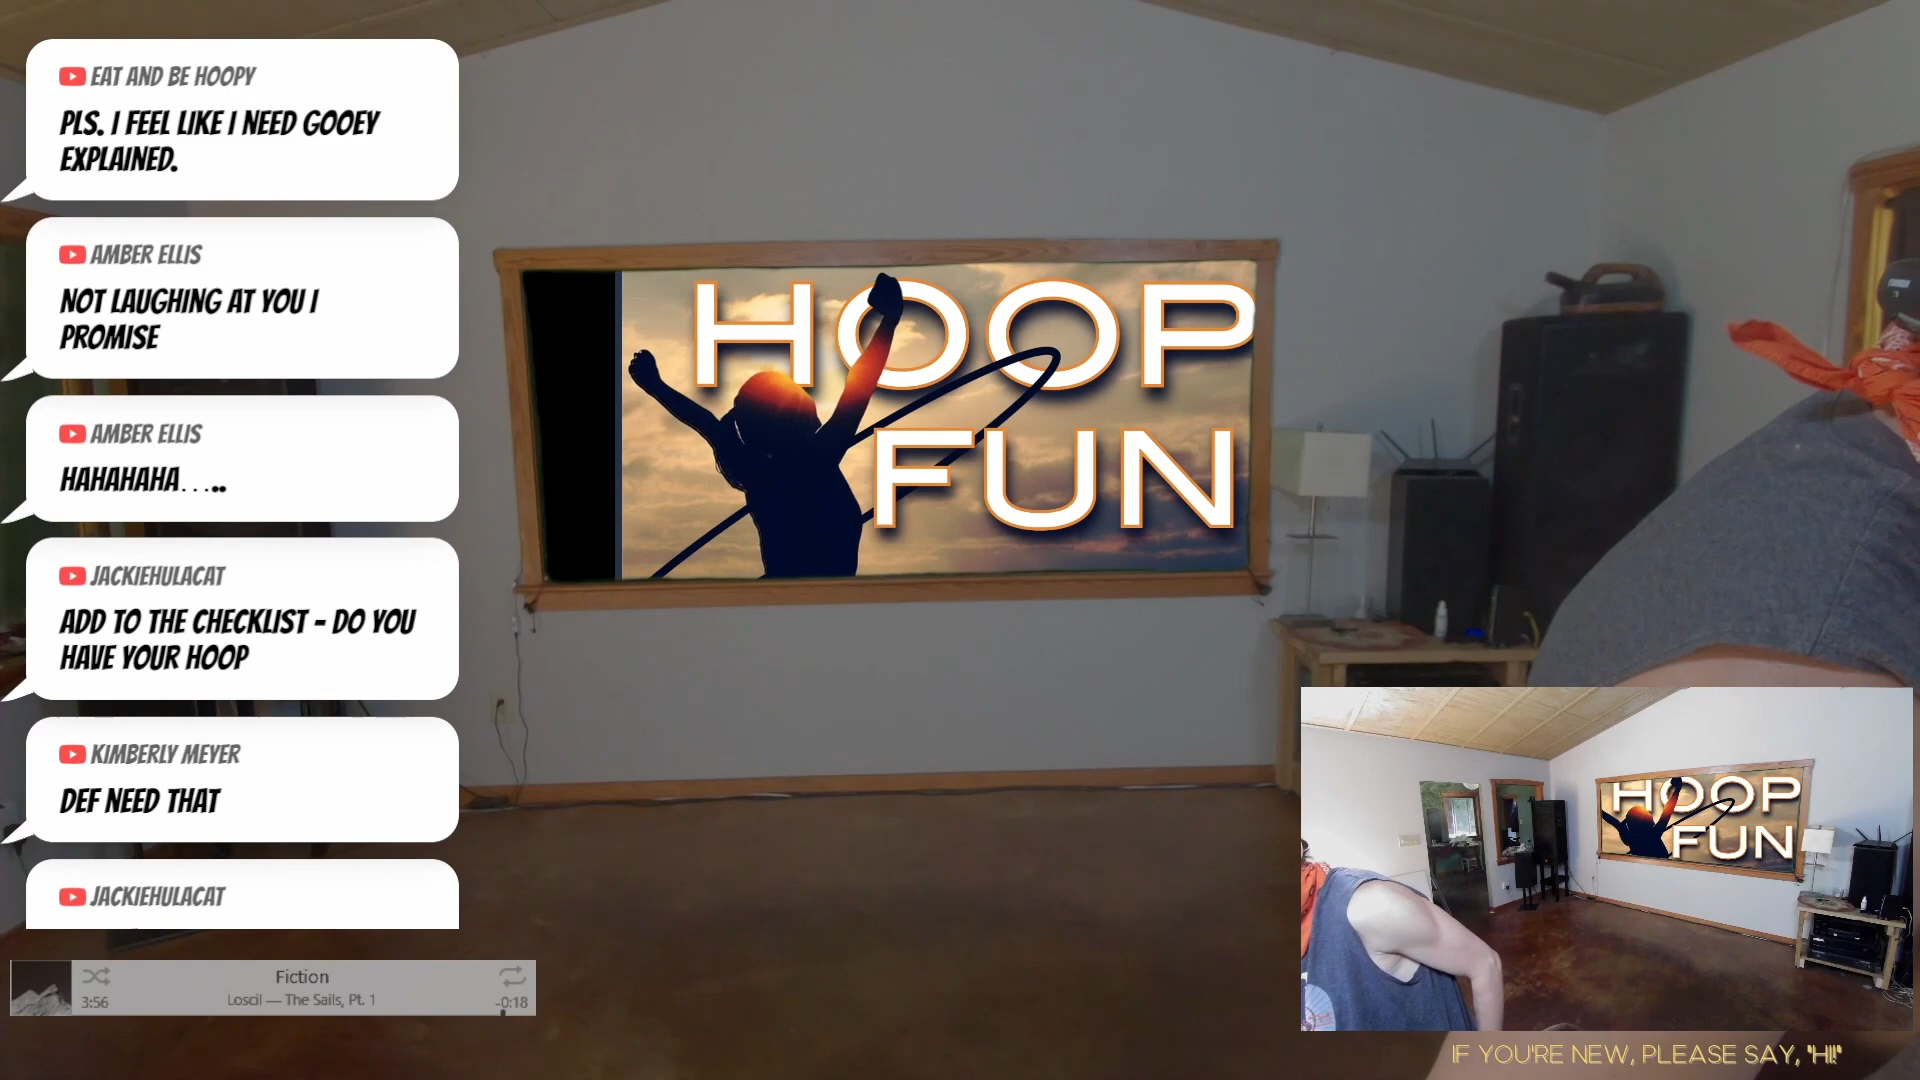 EAT AND BE HOOPY
PLS. I FEEL LIKE I NEED GOOEY
EXPLAINED.
AMBER ELLIS
NOT LAUGHING AT YOU I
PROMISE
AMBER ELLIS
HAHAHAHA…..
JACKIEHULACAT
ADD TO THE CHECKLIST - DO YOU
HAVE YOUR HOOP
KIMBERLY MEYER
DEF NEED THAT
JACKIEHULACAT
Fiction
3:56
Loscil — The Sails, Pt. 1
-0:18
HOOP
FUN
HOOP
FUN
IF YOU'RE NEW, PLEASE SAY, "HI!"